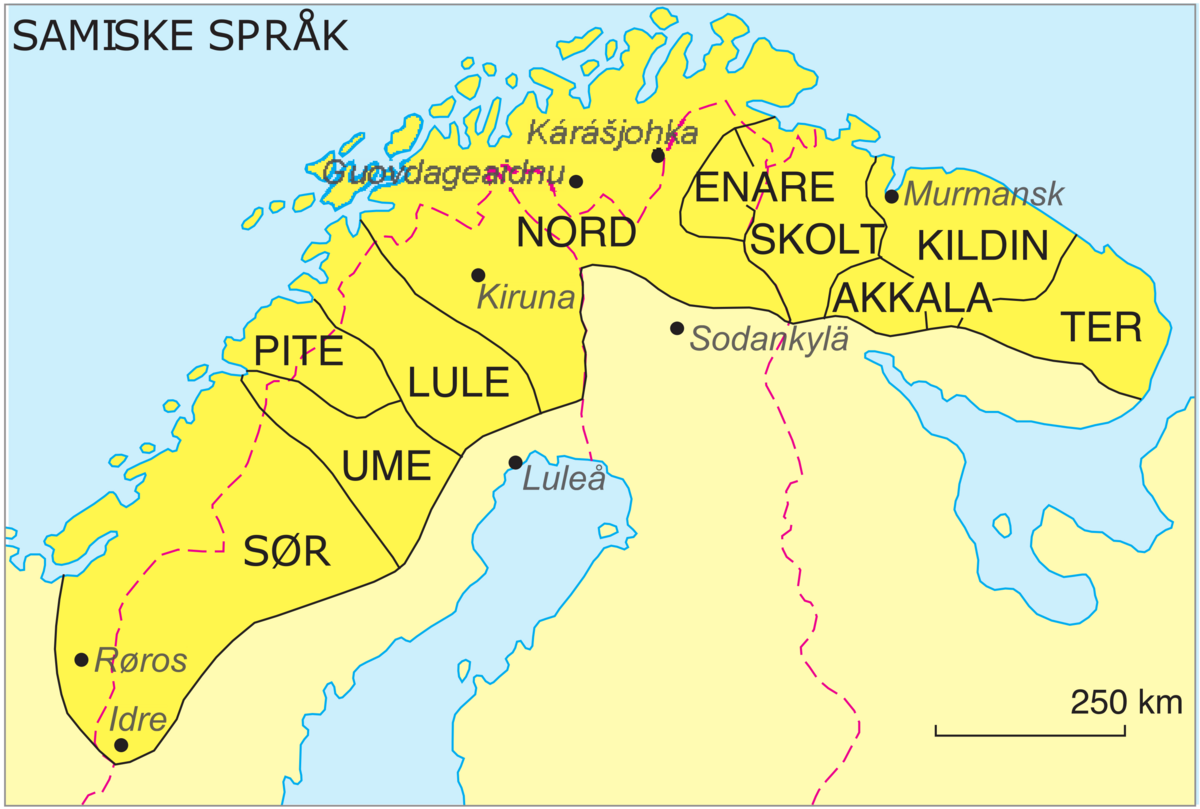 SAMISKE SPRÅK
Kárášjohka
Guovdageaidnu
ENARE
Murmansk
NORD
SKOLT
KILDIN
Kiruna
AKKALA
TER
Sodankylä
PITE
LULE
UME
Luleå
SØR
Røros
250 km
Idre